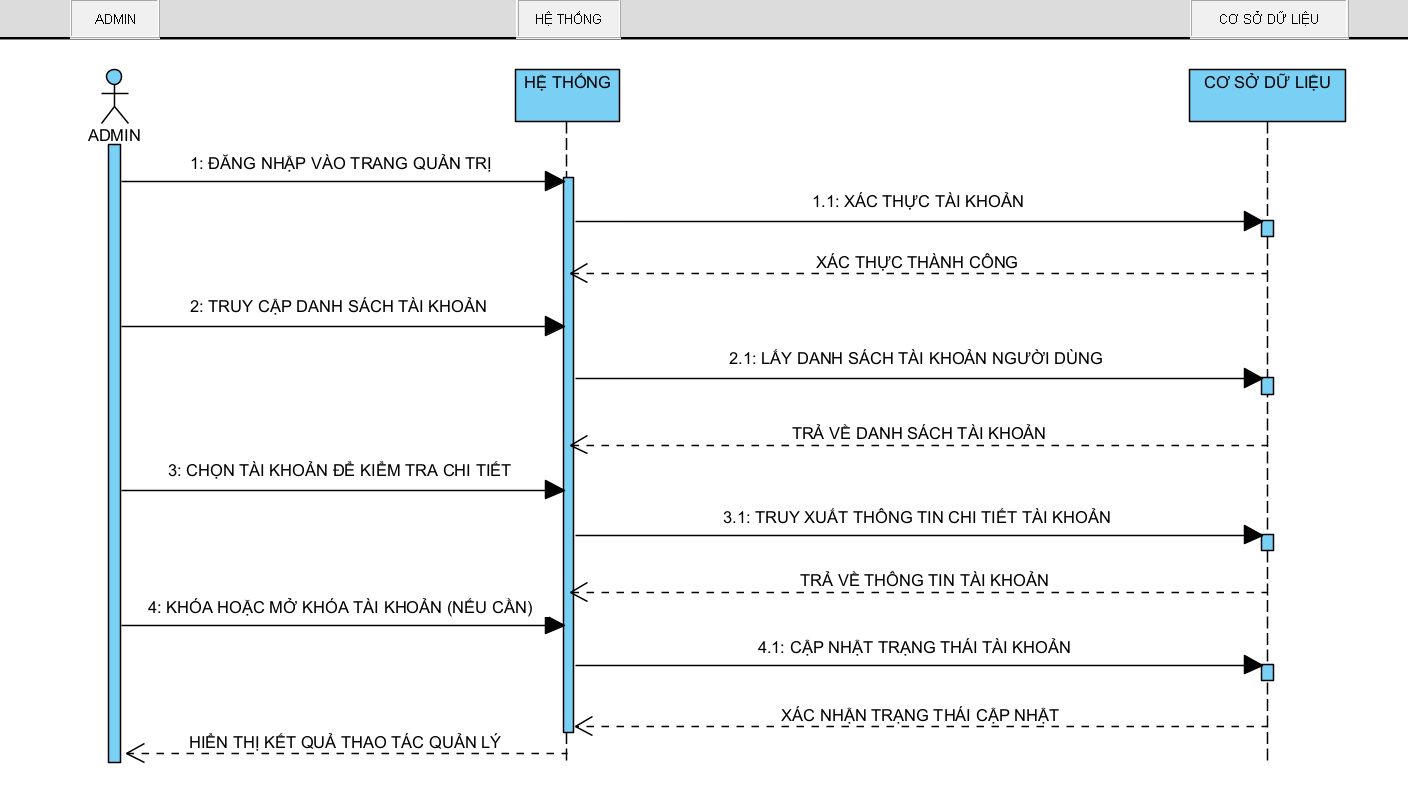 ADMIN
HỆ THỐNG
CƠ SỞ DỮ LIỆU
HỆ THỐNG
CƠ SỞ DỮ LIỆU
ADMIN
1: ĐĂNG NHẬP VÀO TRANG QUẢN TRỊ
1.1: XÁC THỰC TÀI KHOẢN
XÁC THỰC THÀNH CÔNG
2: TRUY CẬP DANH SÁCH TÀI KHOẢN
2.1: LẤY DANH SÁCH TÀI KHOẢN NGƯỜI DÙNG
TRẢ VỀ DANH SÁCH TÀI KHOẢN
3: CHỌN TÀI KHOẢN ĐỂ KIỂM TRA CHI TIẾT
3.1: TRUY XUẤT THÔNG TIN CHI TIẾT TÀI KHOẢN
TRẢ VỀ THÔNG TIN TÀI KHOẢN
4: KHÓA HOẶC MỞ KHÓA TÀI KHOẢN (NẾU CẦN)
4.1: CẬP NHẬT TRẠNG THÁI TÀI KHOẢN
XÁC NHẬN TRẠNG THÁI CẬP NHẬT
HIỂN THỊ KẾT QUẢ THAO TÁC QUẢN LÝ